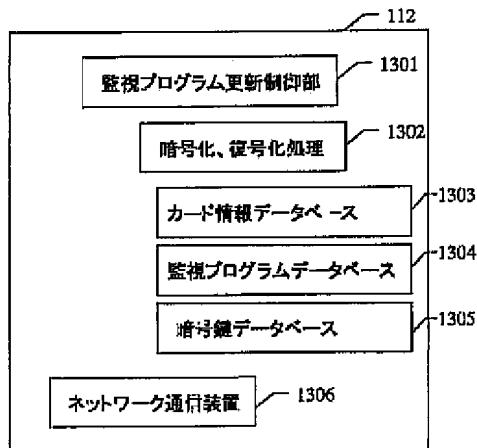 112
監視プログラム更新制御部
1301
暗号化、復号化処理
1302
カード情報データベース
1303
監視プログラムデータベース
1304
暗号鍵データベース
1305
ネットワーク通信装置
1306